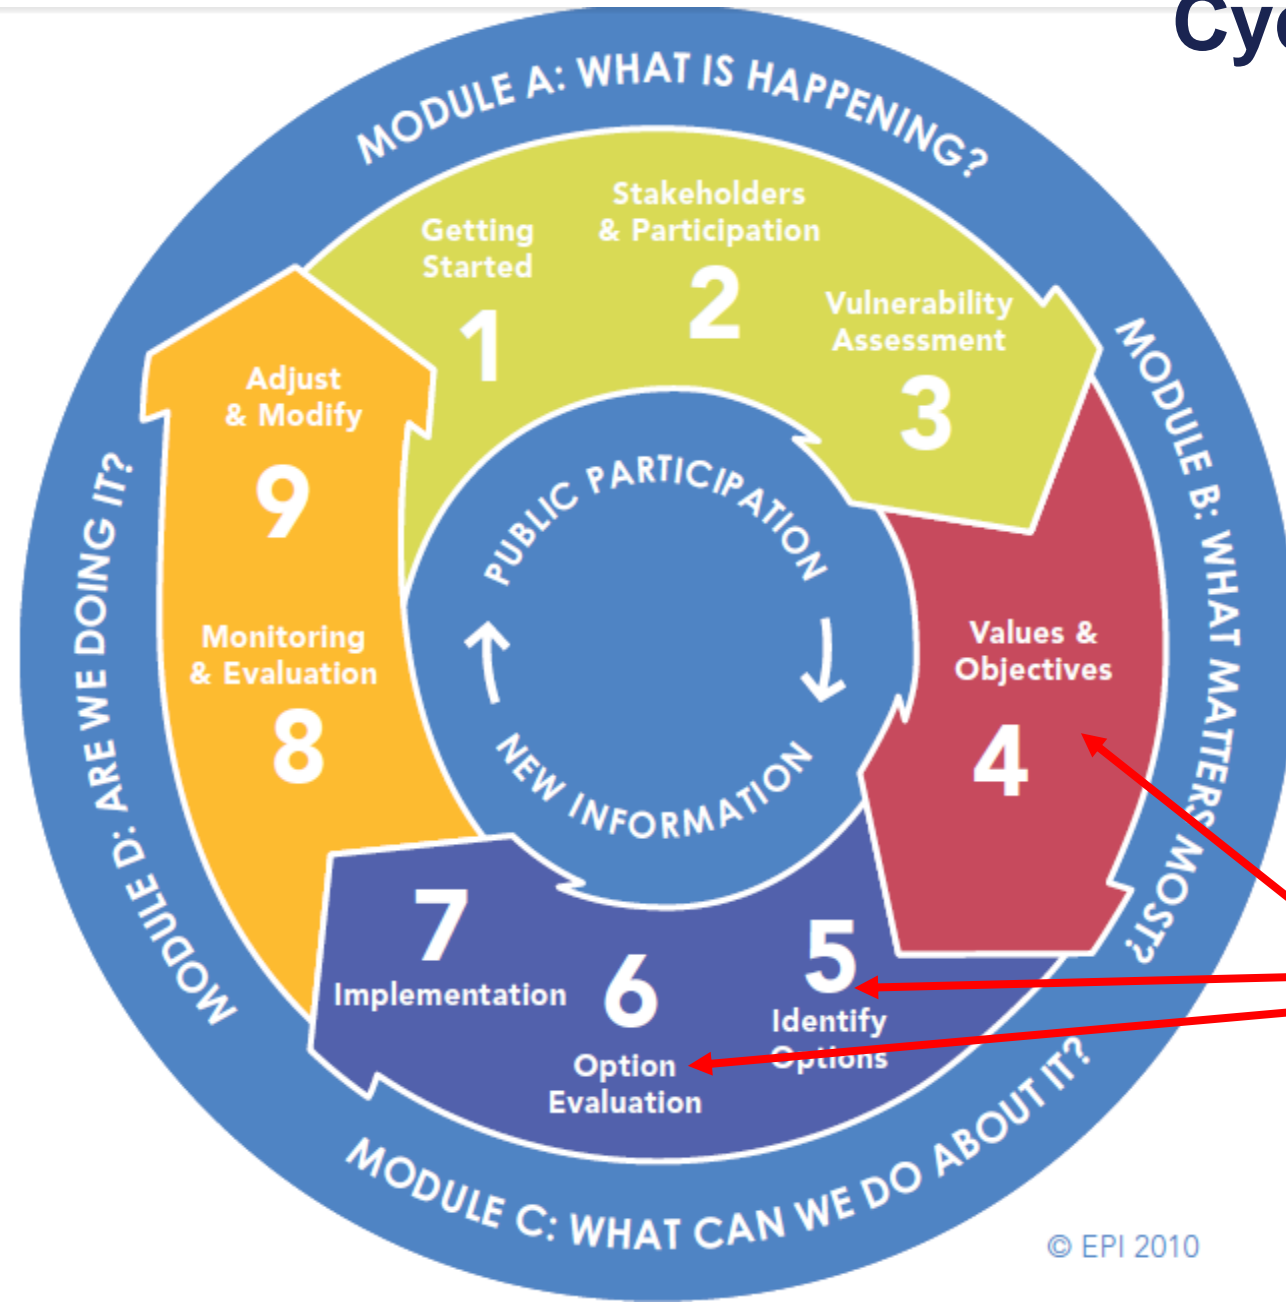 MODULE A: WHAT IS HAPPENING?
Getting
Started
1
Stakeholders
& Participation
2
Vulnerability
Assessment
3
MODULE B: WHAT MATTERS MOST?
Values &
Objectives
4
5
Identify
Options
6
Option
Evaluation
7
Implementation
MODULE C: WHAT CAN WE DO ABOUT IT?
Monitoring
& Evaluation
8
Adjust
& Modify
9
MODULE D: ARE WE DOING IT?
PUBLIC PARTICIPATION
NEW INFORMATION
© EPI 2010